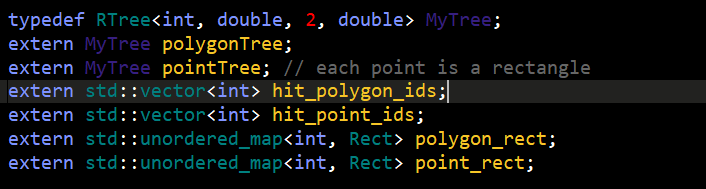 typedef RTree<int, double, 2, double> MyTree;
extern MyTree polygonTree;
extern MyTree pointTree; // each point is a rectangle
extern std::vector<int> hit_polygon_ids;
extern std::vector<int> hit_point_ids;
extern std::unordered_map<int, Rect> polygon_rect;
extern std::unordered_map<int, Rect> point_rect;